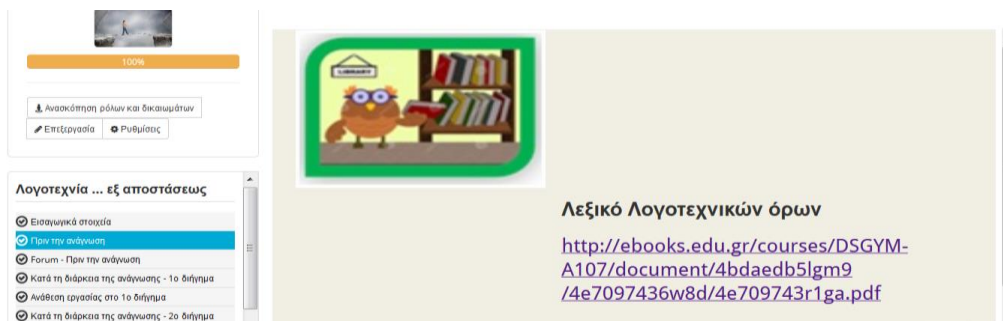 100%
Ανασκόπηση ρόλων και δικαιωμάτων
Επεξεργασία
Ρυθμίσεις
Λογοτεχνία ... εξ αποστάσεως
Εισαγωγικά στοιχεία
Πριν την ανάγνωση
Forum - Πριν την ανάγνωση
Κατά τη διάρκεια της ανάγνωσης - 1ο διήγημα
Ανάθεση εργασίας στο 1ο διήγημα
Κατά τη διάρκεια της ανάγνωσης - 2ο διήγημα
LIBRARY
Λεξικό Λογοτεχνικών όρων
http://ebooks.edu.gr/courses/DSGYM-
A107/document/4bdaedb5lgm9
/4e7097436w8d/4e709743r1ga.pdf